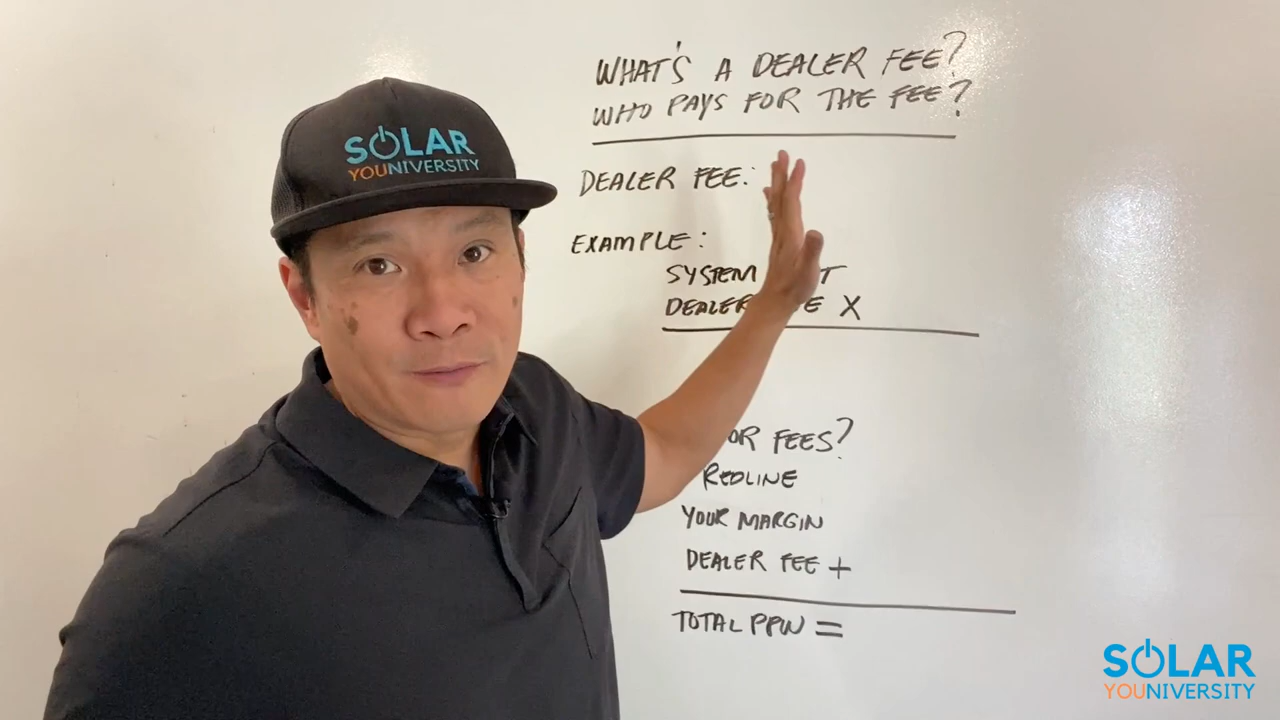 WHAT'S A DEALER FEE?
WHO PAYS FOR THE FEE?
DEALER FEE:
EXAMPLE:
SYSTEM
DEALER X
OR FEES?
REDLINE
YOUR MARGIN
DEALER FEE +
TOTAL PPW =
SOLAR
YOUNIVERSITY
SOLAR
YOUNIVERSITY